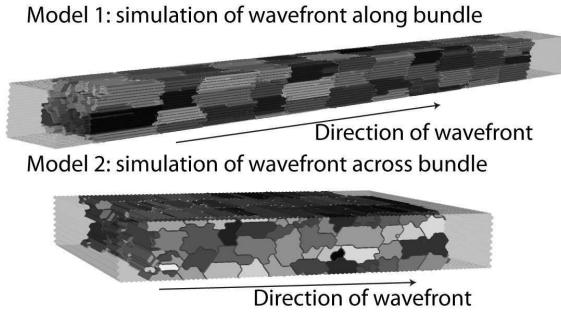 Model 1: simulation of wavefront along bundle
Direction of wavefront
Model 2: simulation of wavefront across bundle
Direction of wavefront